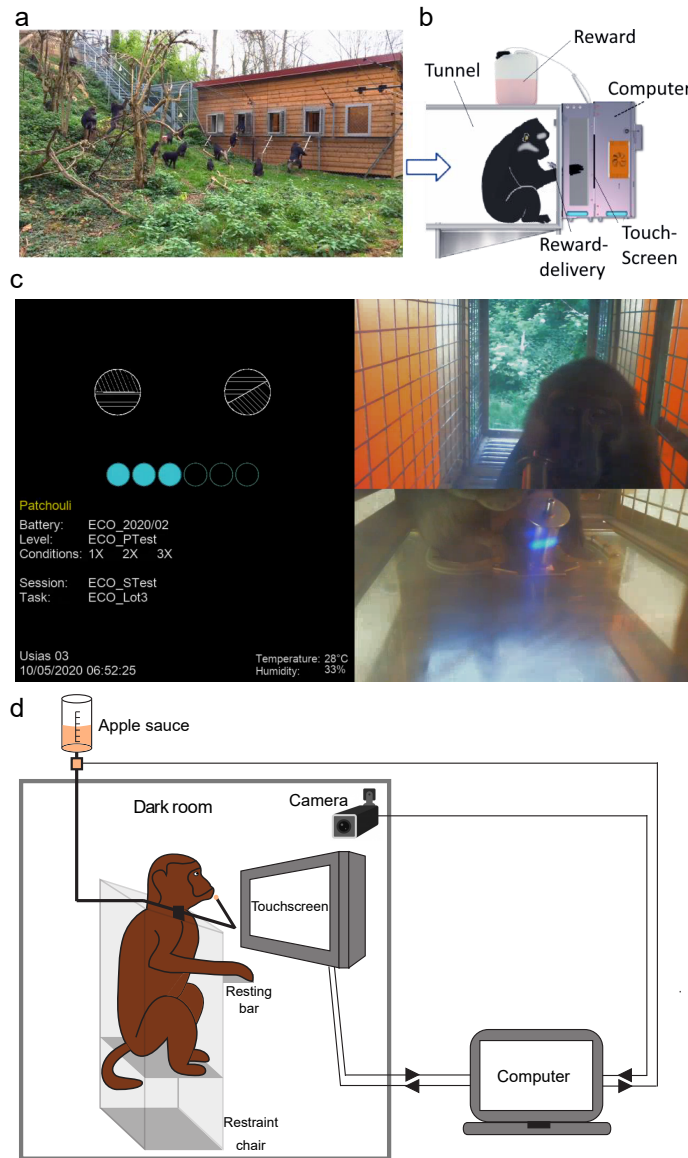 a
b
Reward
Tunnel
Computer
Reward-
delivery
Touch-
Screen
c
Patchouli
Battery: ECO_2020/02
Level: ECO_PTest
Conditions: 1X 2X 3X
Session: ECO_STest
Task: ECO_Lot3
Usias 03
10/05/2020 06:52:25
Temperature: 28°C
Humidity: 33%
d
Apple sauce
Dark room
Camera
Touchscreen
Resting
bar
Computer
Restraint
chair